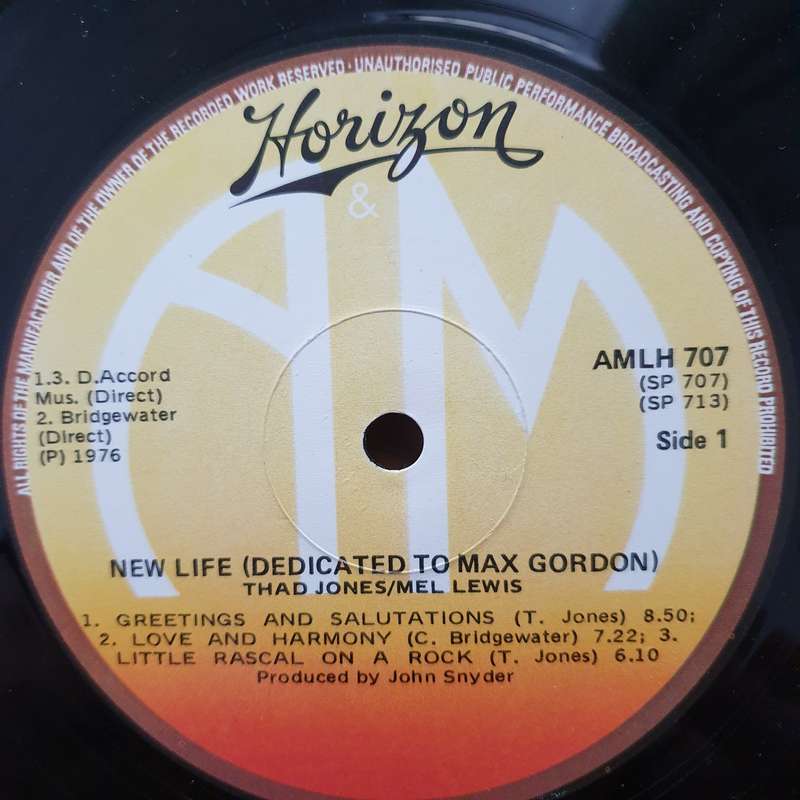 ALL RIGHTS OF THE MANUFACTURER AND OF THE OWNER OF THE RECORDED WORK RESERVED · UNAUTHORISED PUBLIC PERFORMANCE BROADCASTING AND COPYING OF THIS RECORD PROHIBITED
Horizon
A&M
1.3. D.Accord
Mus. (Direct)
2. Bridgewater
(Direct)
(P) 1976
AMLH 707
(SP 707)
(SP 713)
Side 1
NEW LIFE (DEDICATED TO MAX GORDON)
THAD JONES/MEL LEWIS
1. GREETINGS AND SALUTATIONS (T. Jones) 8.50;
2. LOVE AND HARMONY (C. Bridgewater) 7.22; 3.
LITTLE RASCAL ON A ROCK (T. Jones) 6.10
Produced by John Snyder